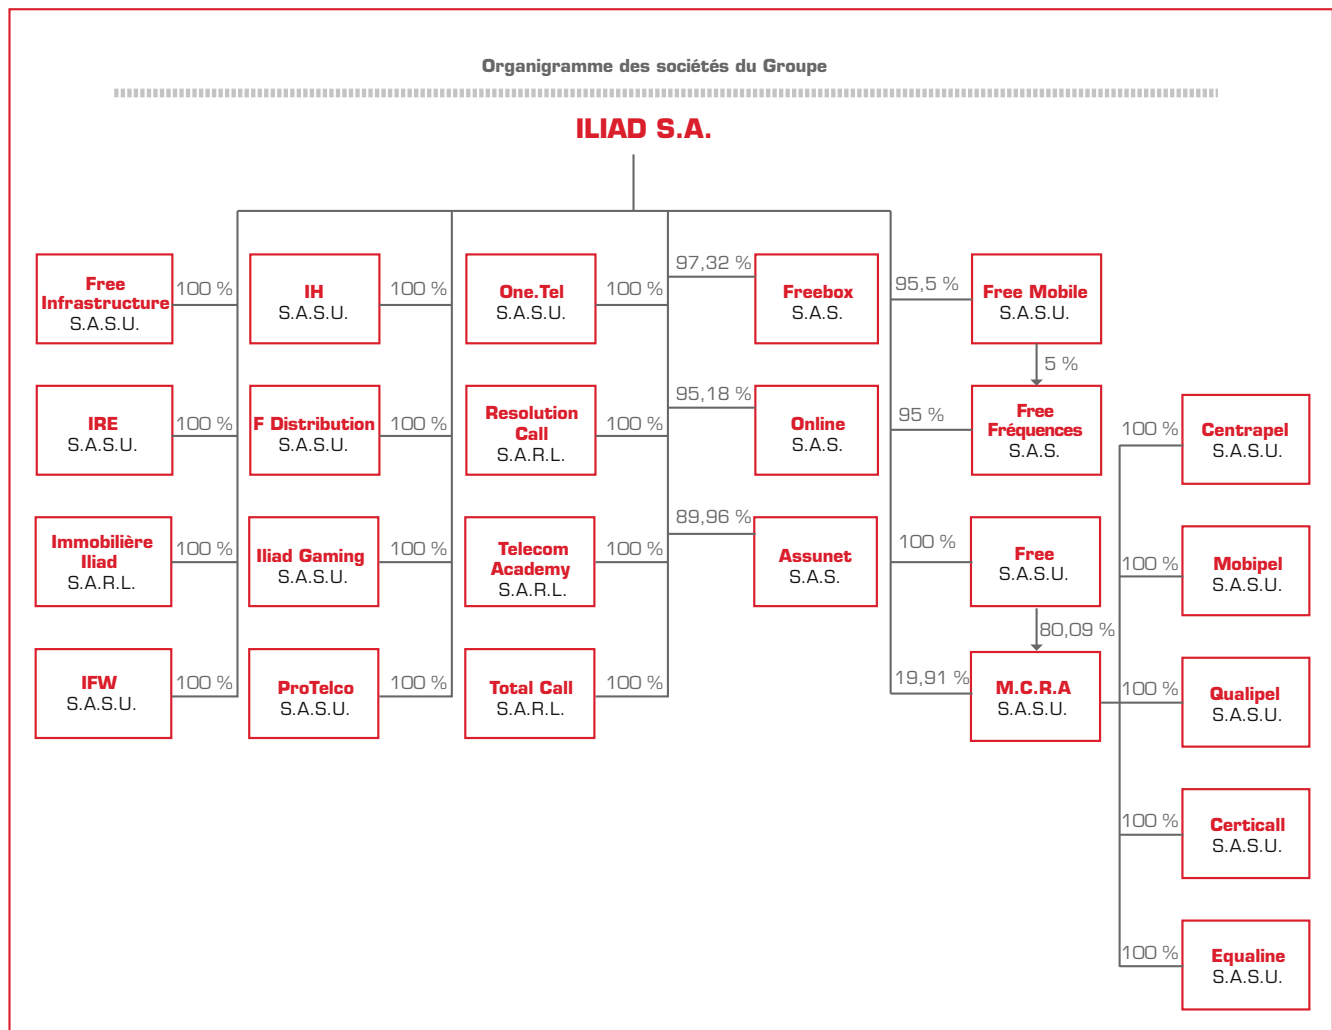 Organigramme des sociétés du Groupe
ILIAD S.A.
Free
Infrastructure
S.A.S.U.
100 %
IH
S.A.S.U.
100 %
One.Tel
S.A.S.U.
100 %
97,32 %
Freebox
S.A.S.
95,5 %
Free Mobile
S.A.S.U.
5 %
IRE
S.A.S.U.
100 %
F Distribution
S.A.S.U.
100 %
Resolution
Call
S.A.R.L.
100 %
95,18 %
Online
S.A.S.
95 %
Free
Fréquences
S.A.S.
100 %
Centrapel
S.A.S.U.
Immobilière
Iliad
S.A.R.L.
100 %
Iliad Gaming
S.A.S.U.
100 %
Telecom
Academy
S.A.R.L.
100 %
89,96 %
Assunet
S.A.S.
100 %
Free
S.A.S.U.
80,09 %
100 %
Mobipel
S.A.S.U.
IFW
S.A.S.U.
100 %
ProTelco
S.A.S.U.
100 %
Total Call
S.A.R.L.
100 %
19,91 %
M.C.R.A
S.A.S.U.
100 %
Qualipel
S.A.S.U.
100 %
Certicall
S.A.S.U.
100 %
Equaline
S.A.S.U.